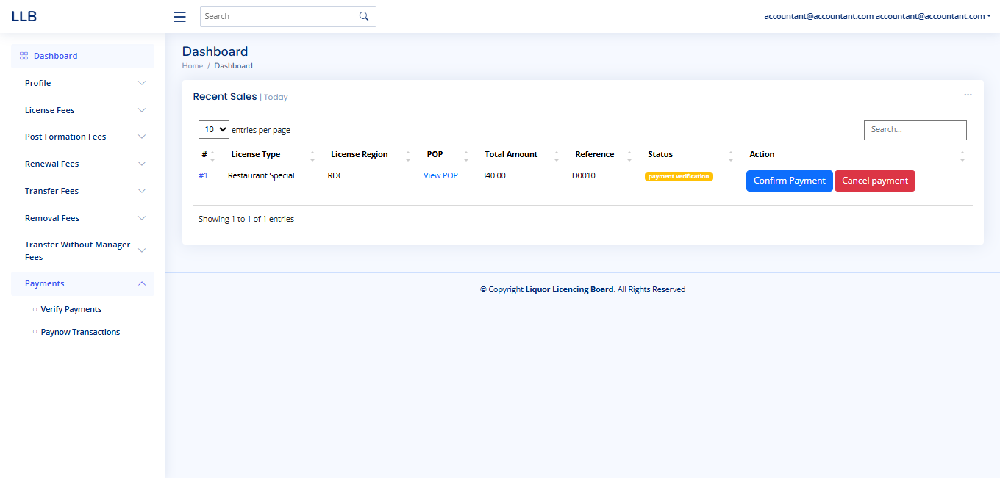 LLB
Search
accountant@accountant.com accountant@accountant.com
Dashboard
Profile
License Fees
Post Formation Fees
Renewal Fees
Transfer Fees
Removal Fees
Transfer Without Manager
Fees
Payments
Verify Payments
Paynow Transactions
Dashboard
Home / Dashboard
Recent Sales | Today
10 entries per page
Search...
# License Type License Region POP Total Amount Reference Status Action
#1 Restaurant Special RDC View POP 340.00 D0010 payment verification Confirm Payment Cancel payment
Showing 1 to 1 of 1 entries
© Copyright Liquor Licencing Board. All Rights Reserved